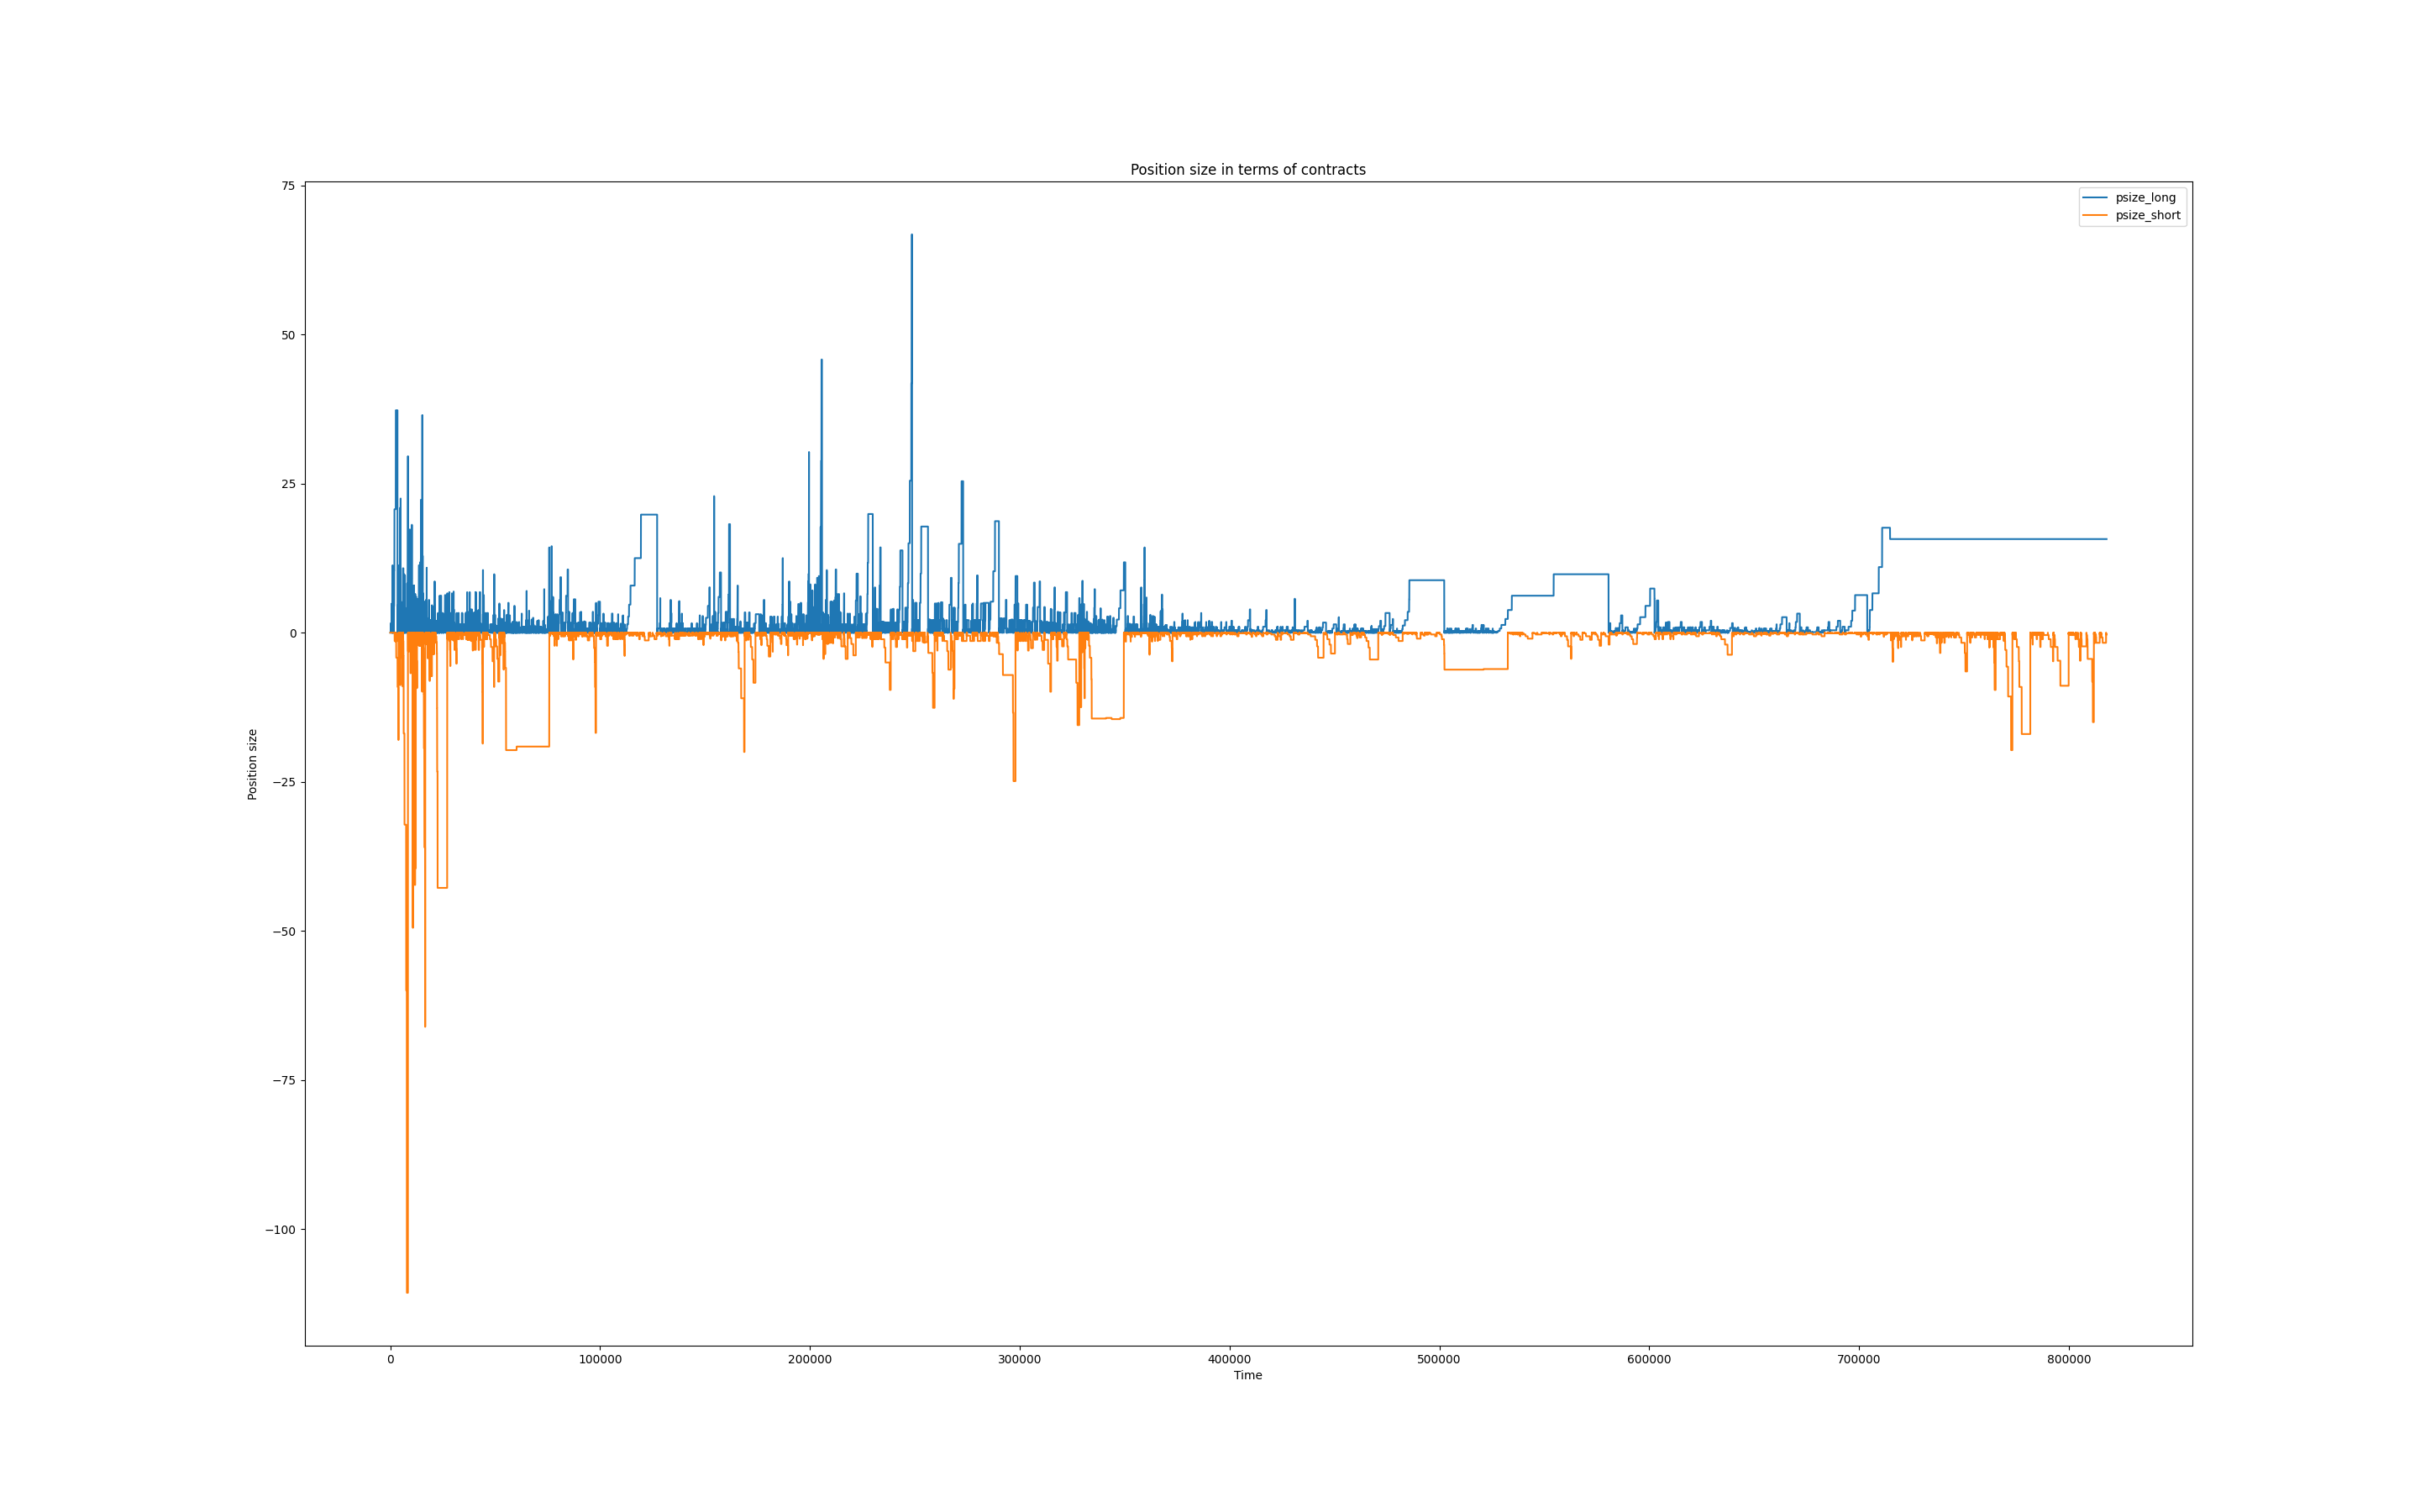 Position size in terms of contracts
psize_long
psize_short
75
50
25
0
−25
−50
−75
−100
Position size
0 100000 200000 300000 400000 500000 600000 700000 800000
Time